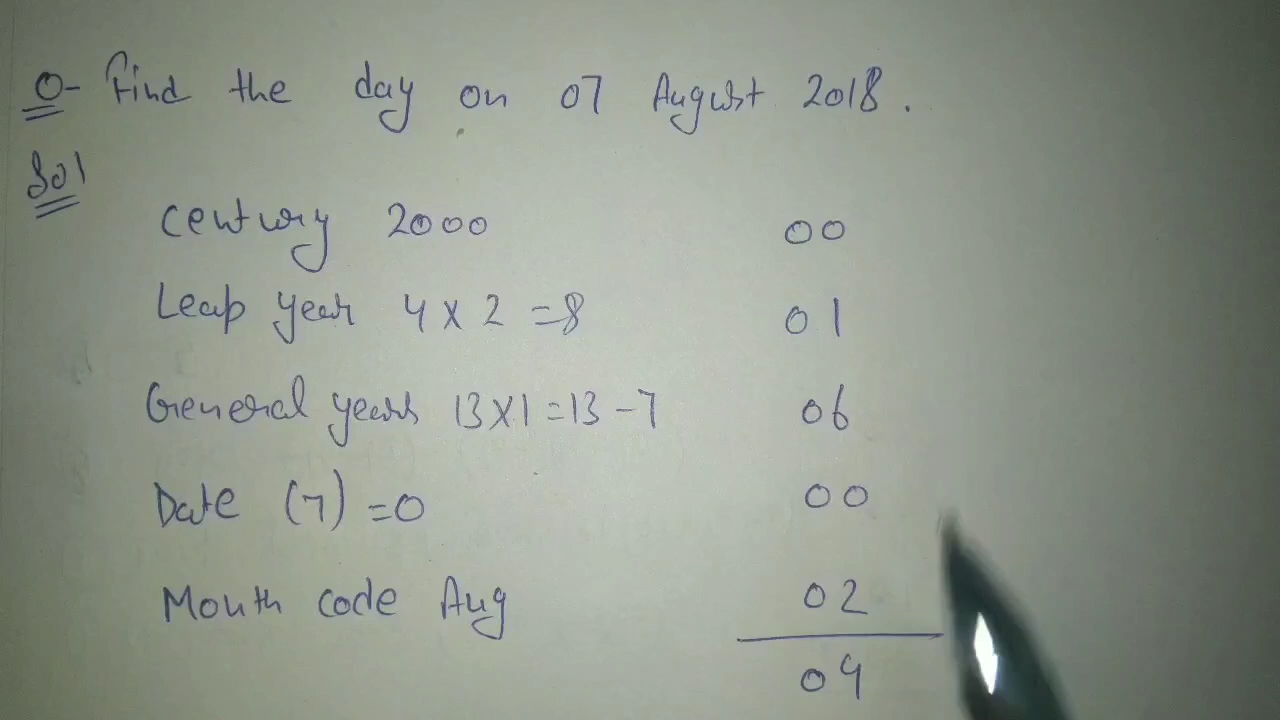 Q- Find the day on 07 August 2018.
Sol
Century 2000 00
Leap year 4 x 2 = 8 01
General years 13 x 1 = 13 - 7 06
Date (7) = 0 00
Month code Aug 02
04